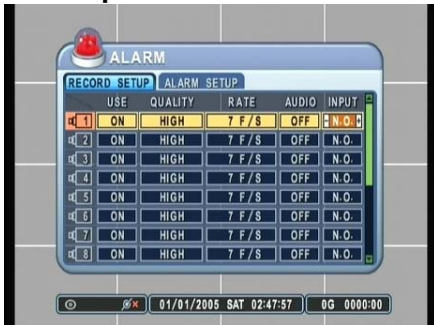 ALARM
RECORD SETUP ALARM SETUP
USE QUALITY RATE AUDIO INPUT
1 ON HIGH 7 F/S OFF - N.O. +
2 ON HIGH 7 F/S OFF N.O.
3 ON HIGH 7 F/S OFF N.O.
4 ON HIGH 7 F/S OFF N.O.
5 ON HIGH 7 F/S OFF N.O.
6 ON HIGH 7 F/S OFF N.O.
7 ON HIGH 7 F/S OFF N.O.
8 ON HIGH 7 F/S OFF N.O.
01/01/2005 SAT 02:47:57 0G 0000:00